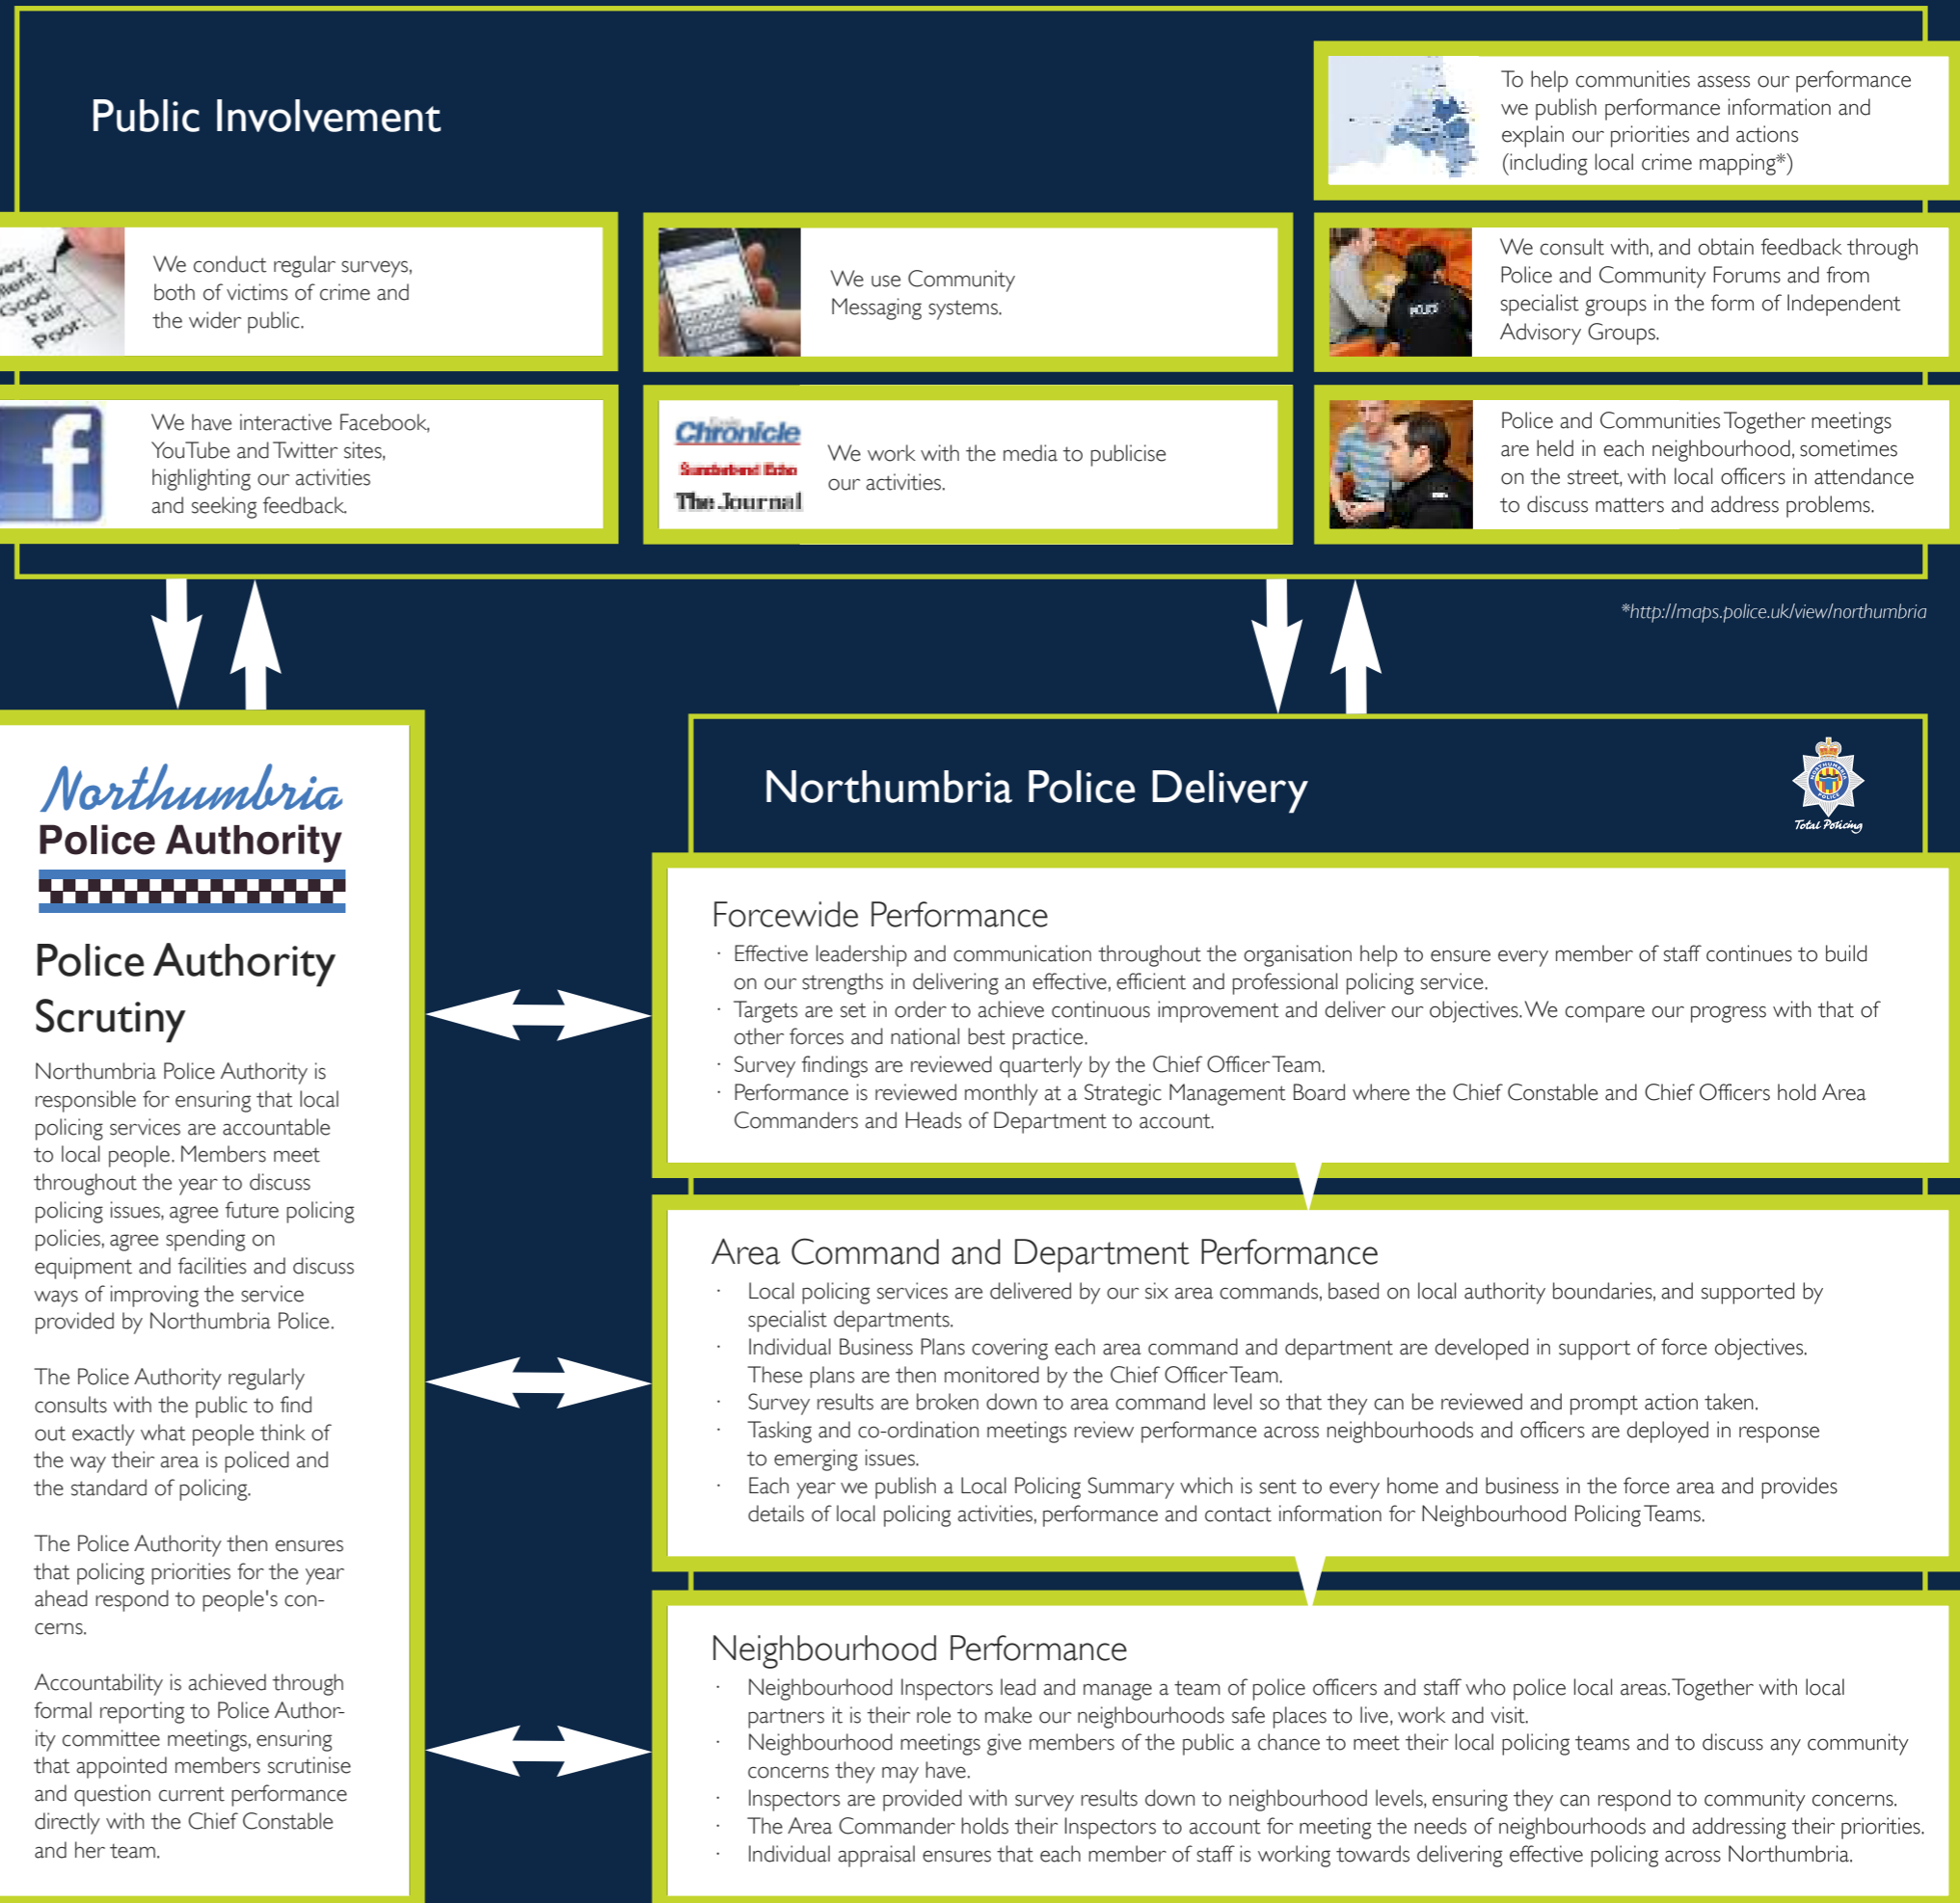 Public Involvement
To help communities assess our performance
we publish performance information and
explain our priorities and actions
(including local crime mapping*)
Good
Fair
Poor:
We conduct regular surveys,
both of victims of crime and
the wider public.
We use Community
Messaging systems.
POLICE
We consult with, and obtain feedback through
Police and Community Forums and from
specialist groups in the form of Independent
Advisory Groups.
f
We have interactive Facebook,
YouTube and Twitter sites,
highlighting our activities
and seeking feedback.
Chronicle
Sunderland Echo
The Journal
We work with the media to publicise
our activities.
Police and Communities Together meetings
are held in each neighbourhood, sometimes
on the street, with local officers in attendance
to discuss matters and address problems.
*http://maps.police.uk/view/northumbria
Northumbria
Police Authority
Police Authority
Scrutiny
Northumbria Police Authority is
responsible for ensuring that local
policing services are accountable
to local people. Members meet
throughout the year to discuss
policing issues, agree future policing
policies, agree spending on
equipment and facilities and discuss
ways of improving the service
provided by Northumbria Police.
The Police Authority regularly
consults with the public to find
out exactly what people think of
the way their area is policed and
the standard of policing.
The Police Authority then ensures
that policing priorities for the year
ahead respond to people's con-
cerns.
Accountability is achieved through
formal reporting to Police Author-
ity committee meetings, ensuring
that appointed members scrutinise
and question current performance
directly with the Chief Constable
and her team.
Northumbria Police Delivery
NORTHUMBRIA
POLICE
Total Policing
Forcewide Performance
· Effective leadership and communication throughout the organisation help to ensure every member of staff continues to build
on our strengths in delivering an effective, efficient and professional policing service.
· Targets are set in order to achieve continuous improvement and deliver our objectives. We compare our progress with that of
other forces and national best practice.
· Survey findings are reviewed quarterly by the Chief Officer Team.
· Performance is reviewed monthly at a Strategic Management Board where the Chief Constable and Chief Officers hold Area
Commanders and Heads of Department to account.
Area Command and Department Performance
· Local policing services are delivered by our six area commands, based on local authority boundaries, and supported by
specialist departments.
· Individual Business Plans covering each area command and department are developed in support of force objectives.
These plans are then monitored by the Chief Officer Team.
· Survey results are broken down to area command level so that they can be reviewed and prompt action taken.
· Tasking and co-ordination meetings review performance across neighbourhoods and officers are deployed in response
to emerging issues.
· Each year we publish a Local Policing Summary which is sent to every home and business in the force area and provides
details of local policing activities, performance and contact information for Neighbourhood Policing Teams.
Neighbourhood Performance
· Neighbourhood Inspectors lead and manage a team of police officers and staff who police local areas. Together with local
partners it is their role to make our neighbourhoods safe places to live, work and visit.
· Neighbourhood meetings give members of the public a chance to meet their local policing teams and to discuss any community
concerns they may have.
· Inspectors are provided with survey results down to neighbourhood levels, ensuring they can respond to community concerns.
· The Area Commander holds their Inspectors to account for meeting the needs of neighbourhoods and addressing their priorities.
· Individual appraisal ensures that each member of staff is working towards delivering effective policing across Northumbria.